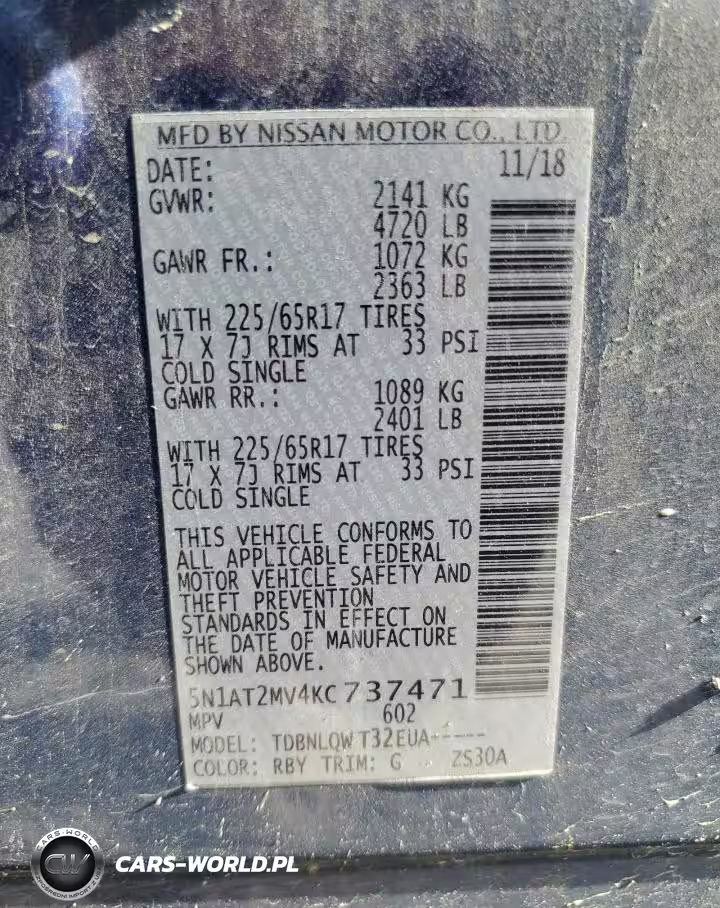 MFD BY NISSAN MOTOR CO., LTD.
DATE: 11/18
GVWR: 2141 KG
4720 LB
GAWR FR.: 1072 KG
2363 LB
WITH 225/65R17 TIRES
17 X 7J RIMS AT 33 PSI
COLD SINGLE
GAWR RR.: 1089 KG
2401 LB
WITH 225/65R17 TIRES
17 X 7J RIMS AT 33 PSI
COLD SINGLE
THIS VEHICLE CONFORMS TO
ALL APPLICABLE FEDERAL
MOTOR VEHICLE SAFETY AND
THEFT PREVENTION
STANDARDS IN EFFECT ON
THE DATE OF MANUFACTURE
SHOWN ABOVE.
5N1AT2MV4KC737471
MPV 602
MODEL: TDBNLQW T32EUA-----
COLOR: RBY TRIM: G ZS30A
CARS-WORLD
CW
CARS-WORLD.PL